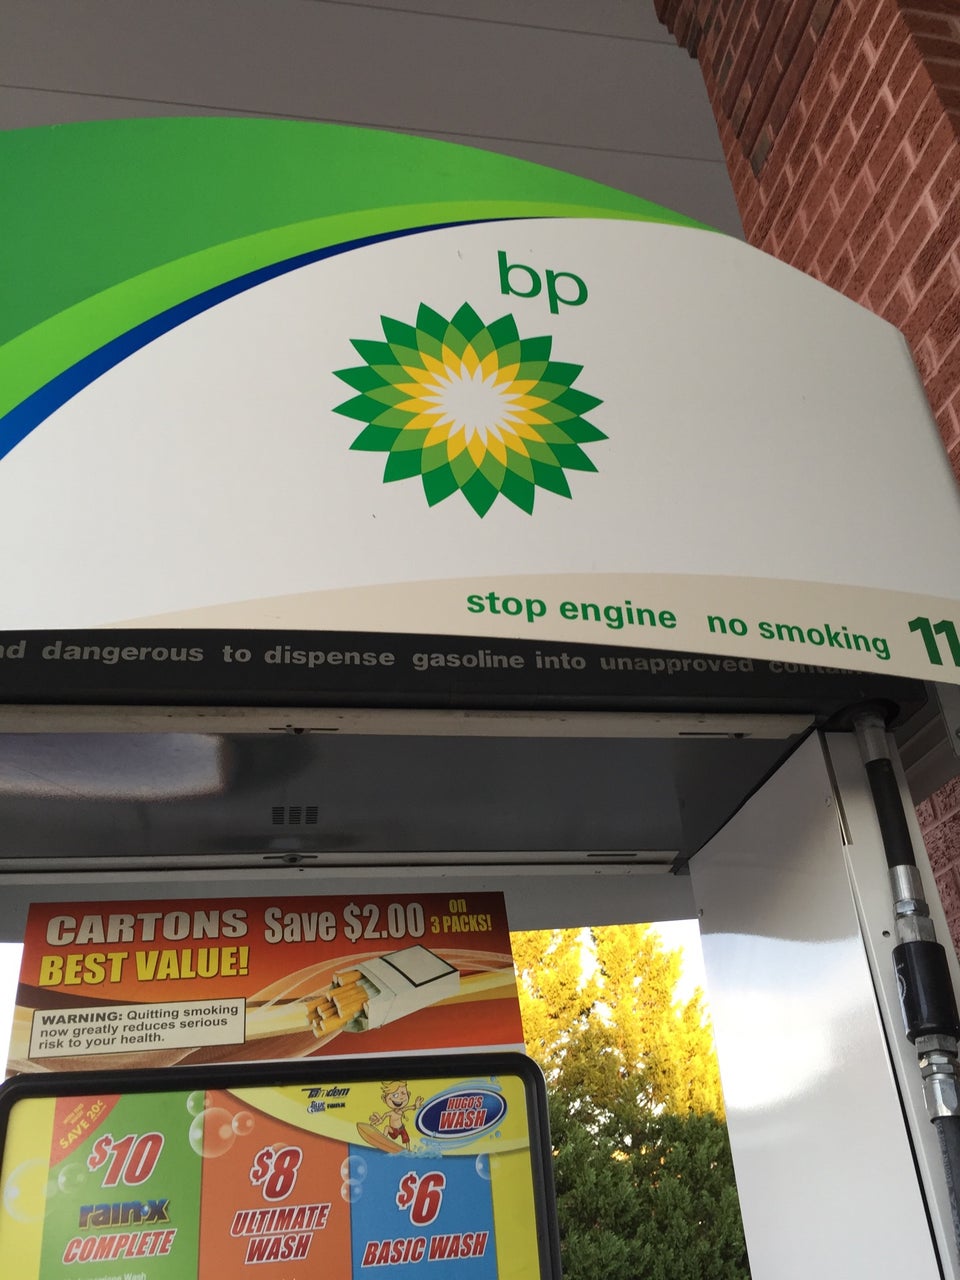 bp
stop engine no smoking 11
dangerous to dispense gasoline into unapproved
CARTONS Save $2.00 on 3 PACKS!
BEST VALUE!
WARNING: Quitting smoking
now greatly reduces serious
risk to your health.
Tandem
HUGO'S
WASH
SAVE 20¢
$10
rain-x
COMPLETE
$8
ULTIMATE
WASH
$6
BASIC WASH